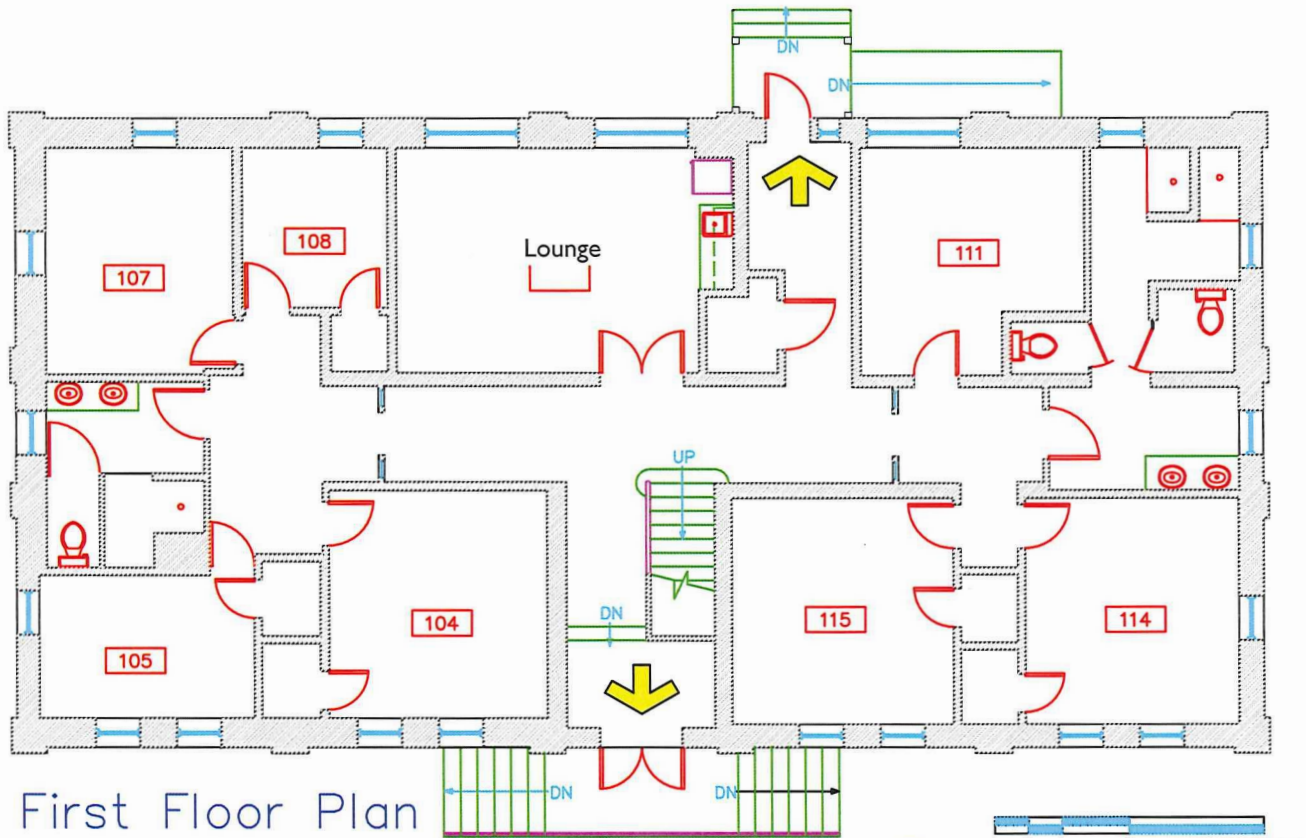 DN
DN
108
Lounge
111
107
UP
DN
104
115
114
105
DN
DN
First Floor Plan